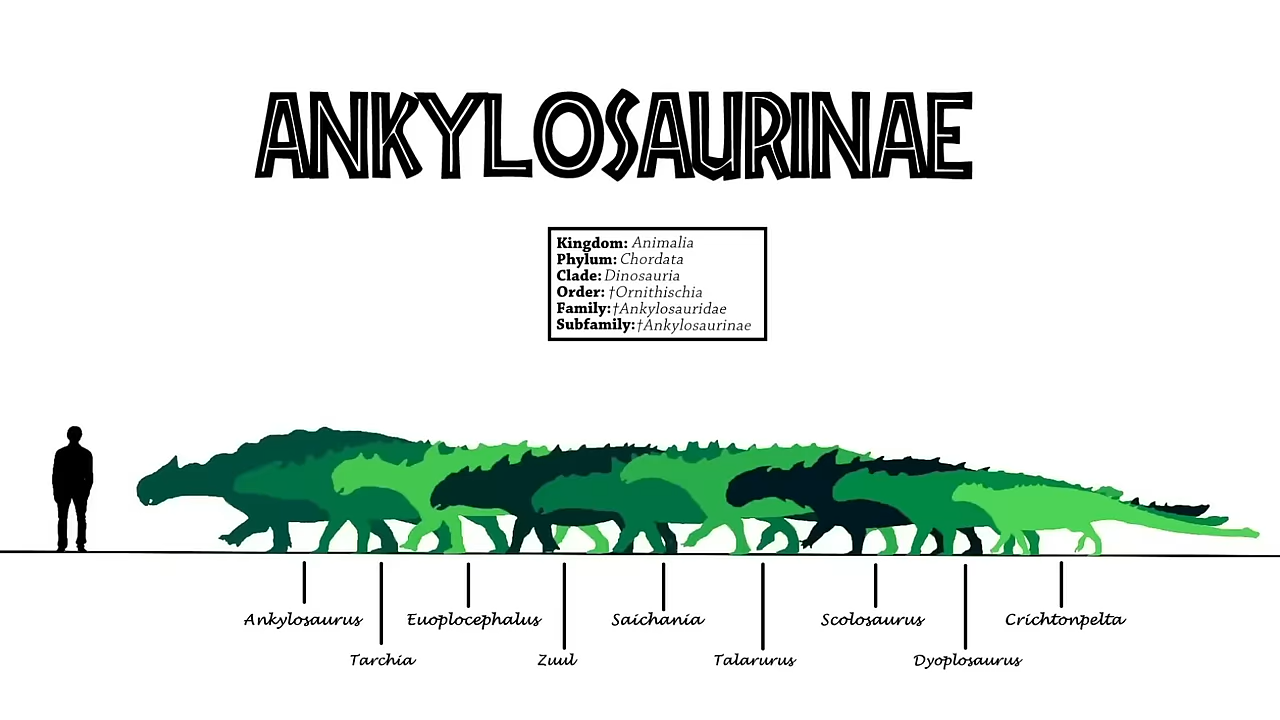 ANKYLOSAURINAE
Kingdom: Animalia
Phylum: Chordata
Clade: Dinosauria
Order: †Ornithischia
Family:†Ankylosauridae
Subfamily:†Ankylosaurinae
Ankylosaurus
Euoplocephalus
Saichania
Scolosaurus
Crichtonpelta
Tarchia
Zuul
Talarurus
Dyoplosaurus